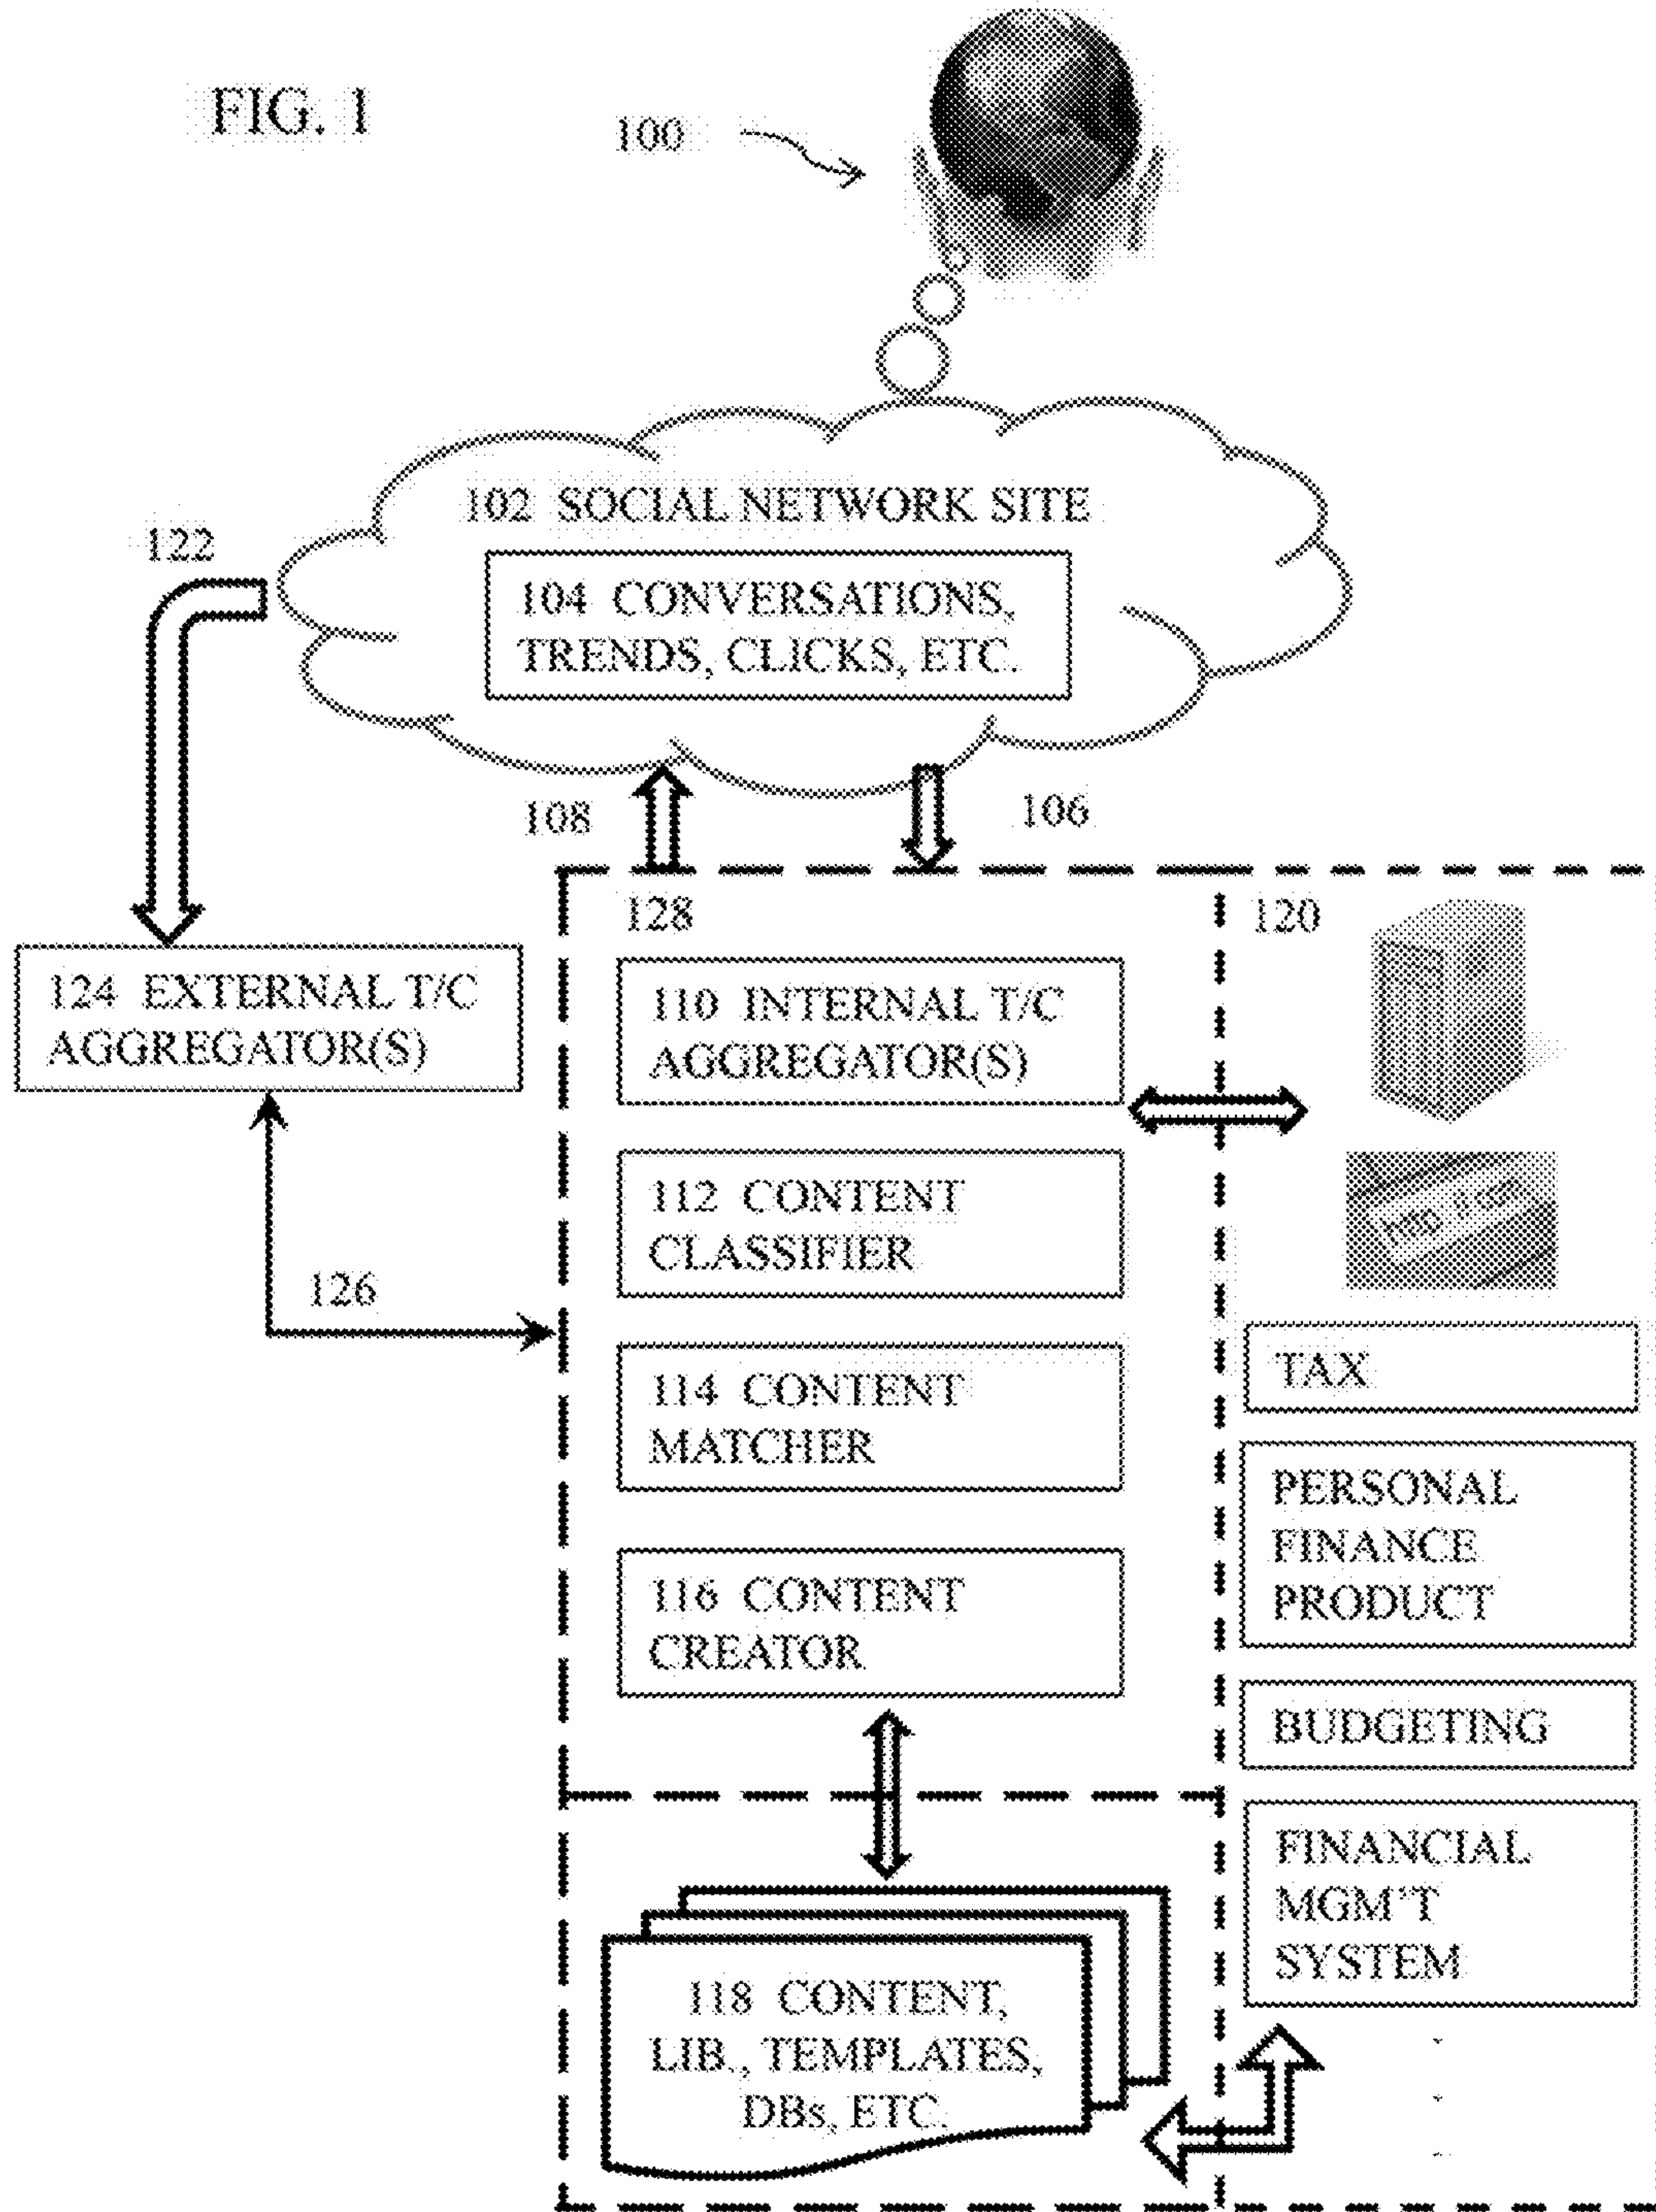 FIG. 1
100
102 SOCIAL NETWORK SITE
104 CONVERSATIONS,
TRENDS, CLICKS, ETC.
122
108
106
128
120
124 EXTERNAL T/C
AGGREGATOR(S)
110 INTERNAL T/C
AGGREGATOR(S)
112 CONTENT
CLASSIFIER
126
114 CONTENT
MATCHER
116 CONTENT
CREATOR
TAX
PERSONAL
FINANCE
PRODUCT
BUDGETING
FINANCIAL
MGM'T
SYSTEM
118 CONTENT,
LIB., TEMPLATES,
DBs, ETC.